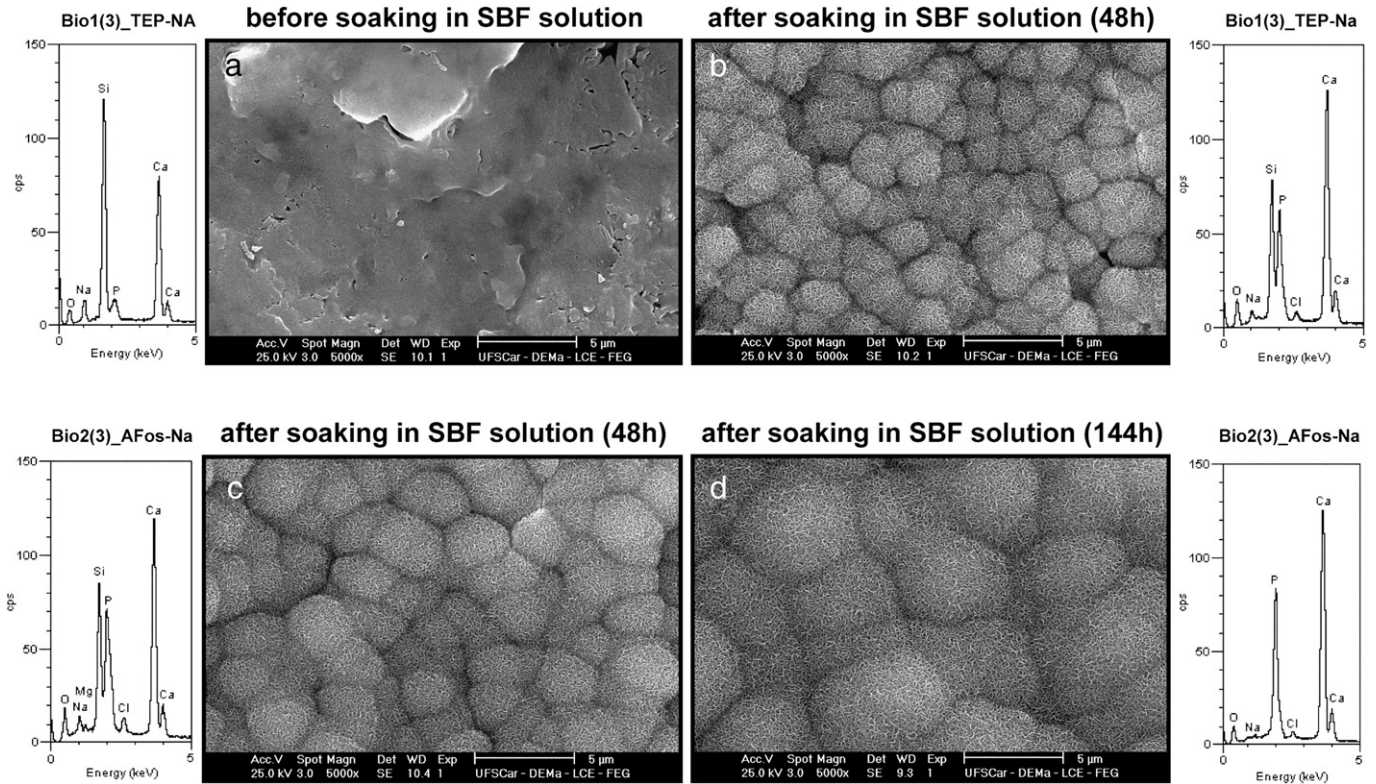 Bio1(3)_TEP-NA
before soaking in SBF solution
after soaking in SBF solution (48h)
Bio1(3)_TEP-Na
150
100
50
0
cps
Si
Ca
O
Na
P
Ca
0
5
Energy (keV)
a
Acc.V Spot Magn Det WD Exp
25.0 kV 3.0 5000x SE 10.1 1
5 µm
UFSCar - DEMa - LCE - FEG
b
Acc.V Spot Magn Det WD Exp
25.0 kV 3.0 5000x SE 10.2 1
5 µm
UFSCar - DEMa - LCE - FEG
150
100
50
0
cps
Ca
Si
P
O
Na
Cl
Ca
0
5
Energy (keV)
Bio2(3)_AFos-Na
after soaking in SBF solution (48h)
after soaking in SBF solution (144h)
Bio2(3)_AFos-Na
150
100
50
0
cps
Ca
Si
P
O
Mg
Na
Cl
Ca
0
5
Energy (keV)
c
Acc.V Spot Magn Det WD Exp
25.0 kV 3.0 5000x SE 10.4 1
5 µm
UFSCar - DEMa - LCE - FEG
d
Acc.V Spot Magn Det WD Exp
25.0 kV 3.0 5000x SE 9.3 1
5 µm
UFSCar - DEMa - LCE - FEG
150
100
50
0
cps
Ca
P
O
Na
Cl
Ca
0
5
Energy (keV)